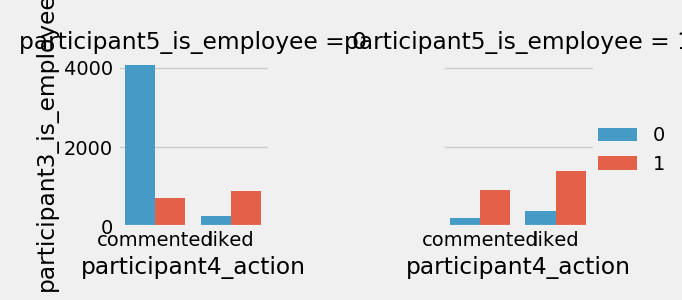 participant5_is_employee = 0
participant5_is_employee = 1
participant3_is_employee
4000
2000
0
commented
liked
commented
liked
participant4_action
participant4_action
0
1